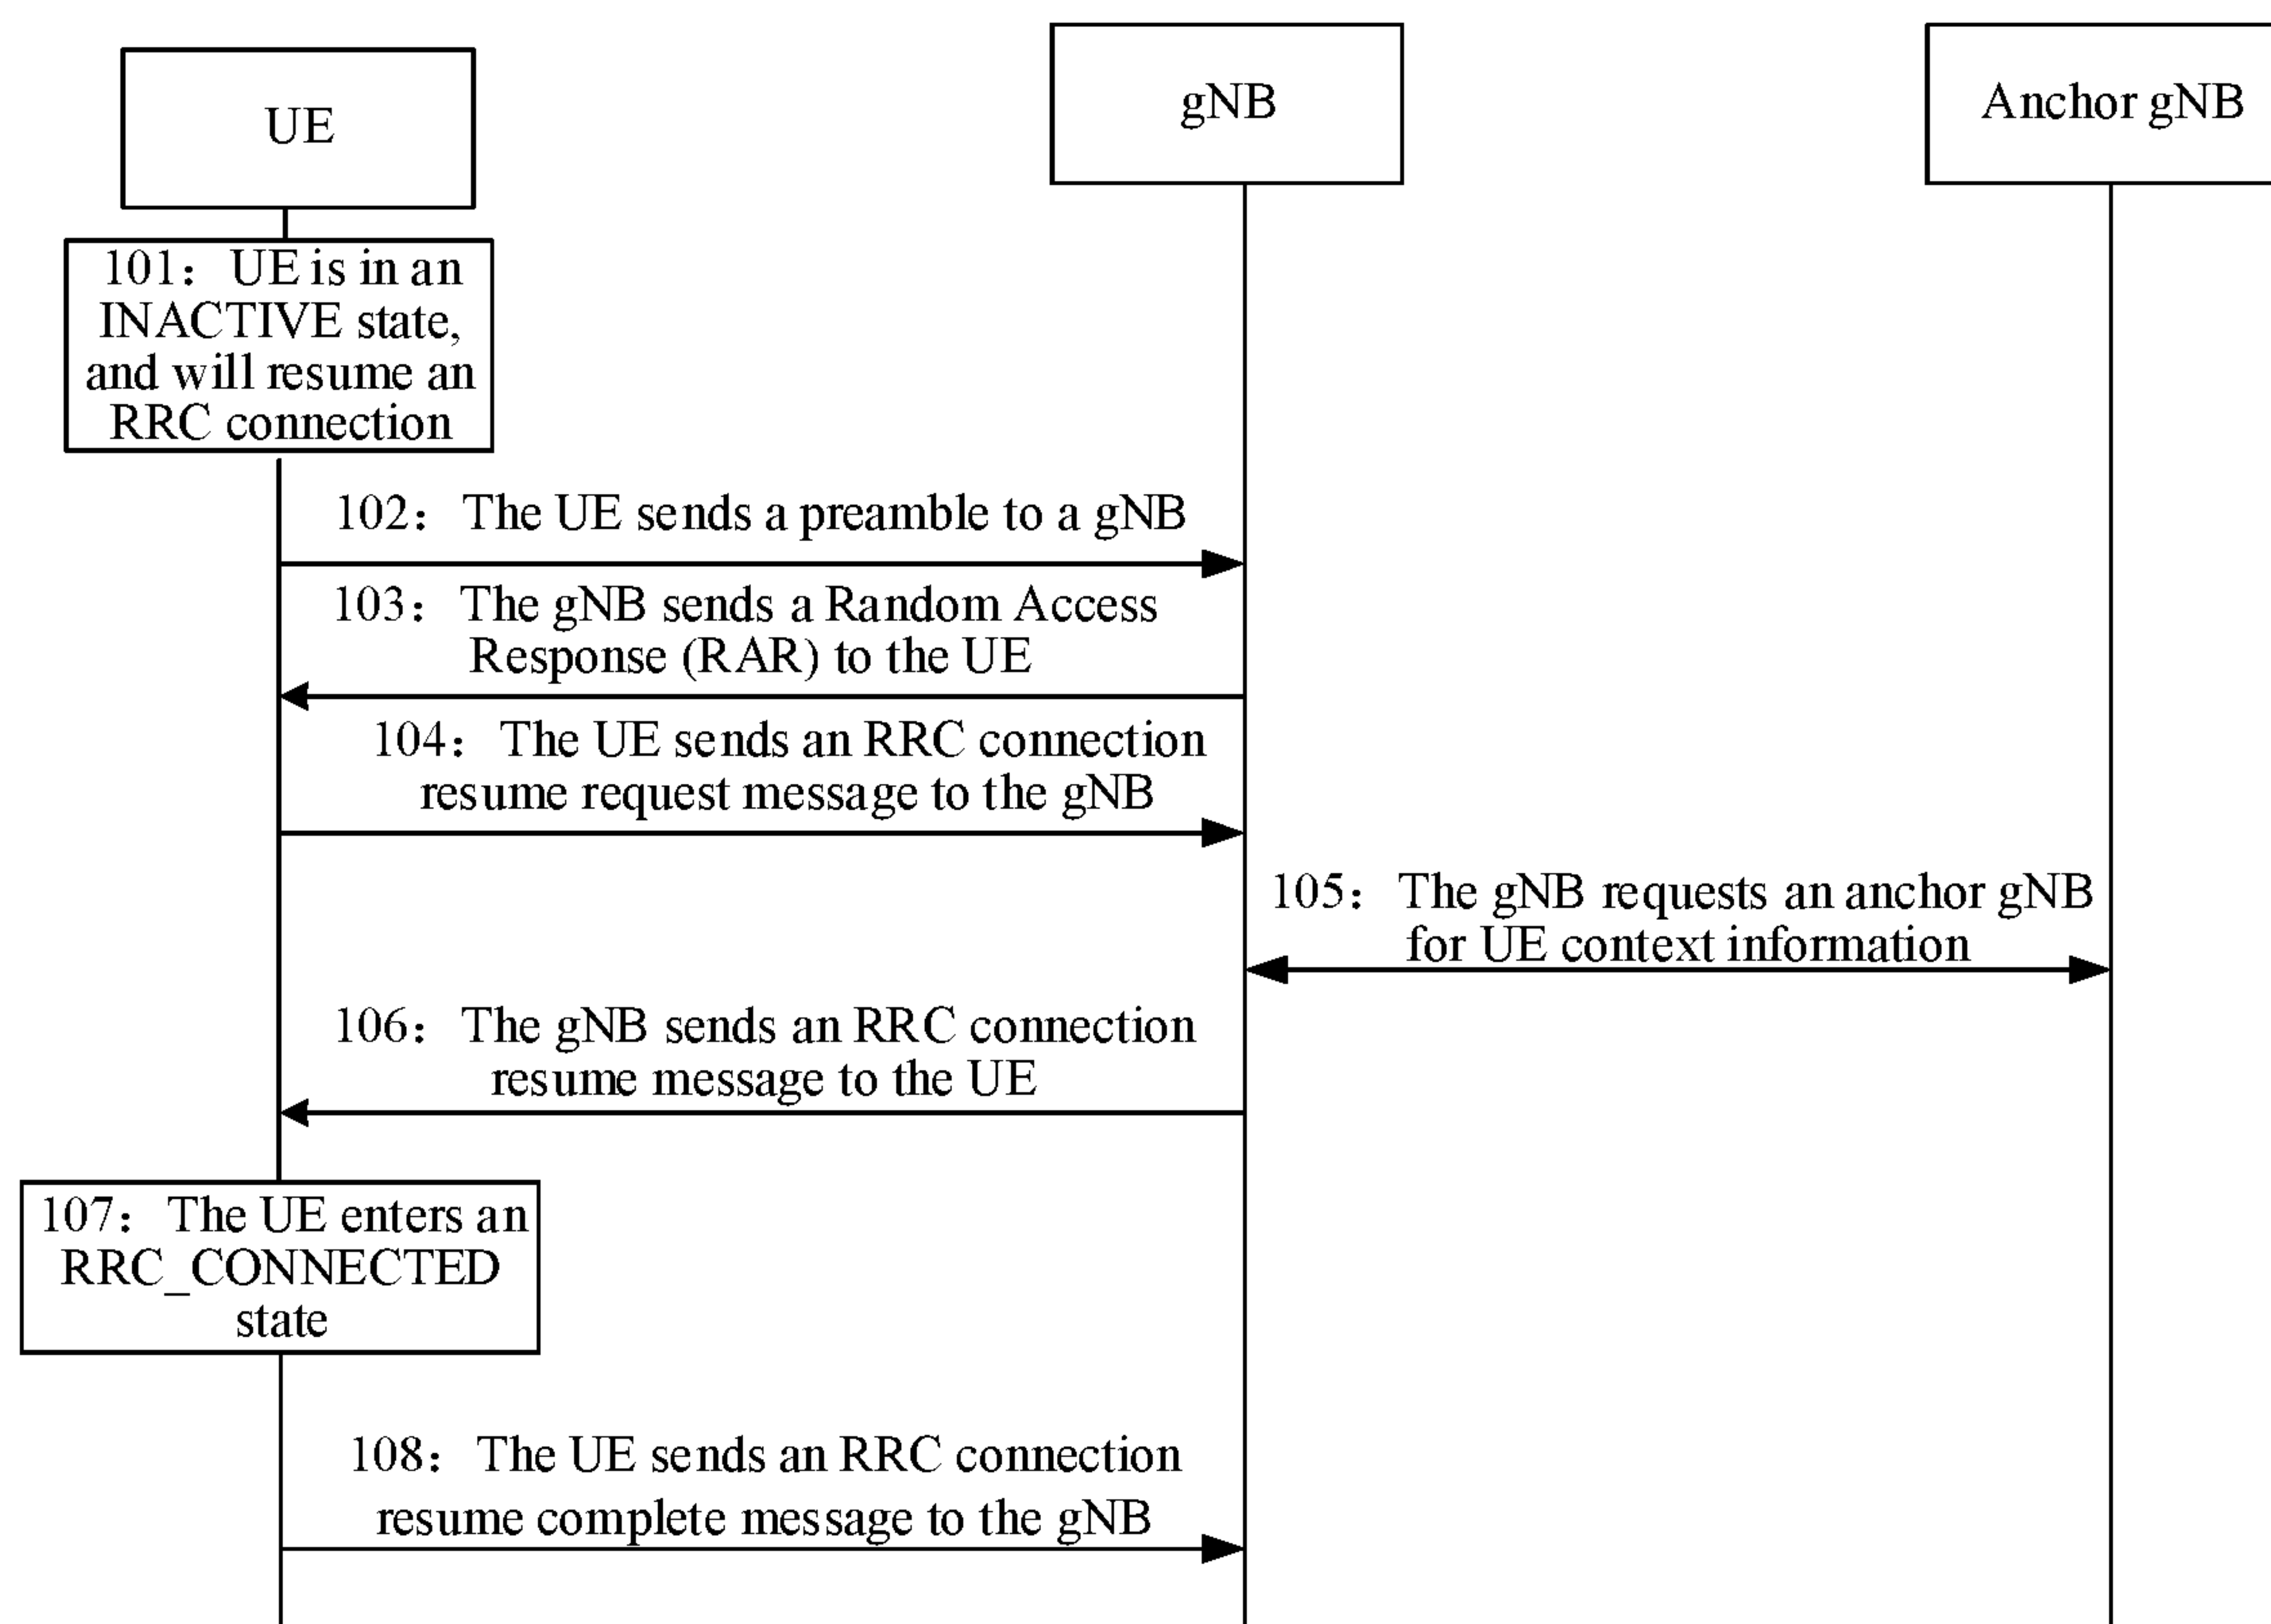 UE
gNB
Anchor gNB
101： UE is in an
INACTIVE state,
and will resume an
RRC connection
102： The UE sends a preamble to a gNB
103： The gNB sends a Random Access
Response (RAR) to the UE
104： The UE sends an RRC connection
resume request message to the gNB
105： The gNB requests an anchor gNB
for UE context information
106： The gNB sends an RRC connection
resume message to the UE
107： The UE enters an
RRC_CONNECTED
state
108： The UE sends an RRC connection
resume complete message to the gNB